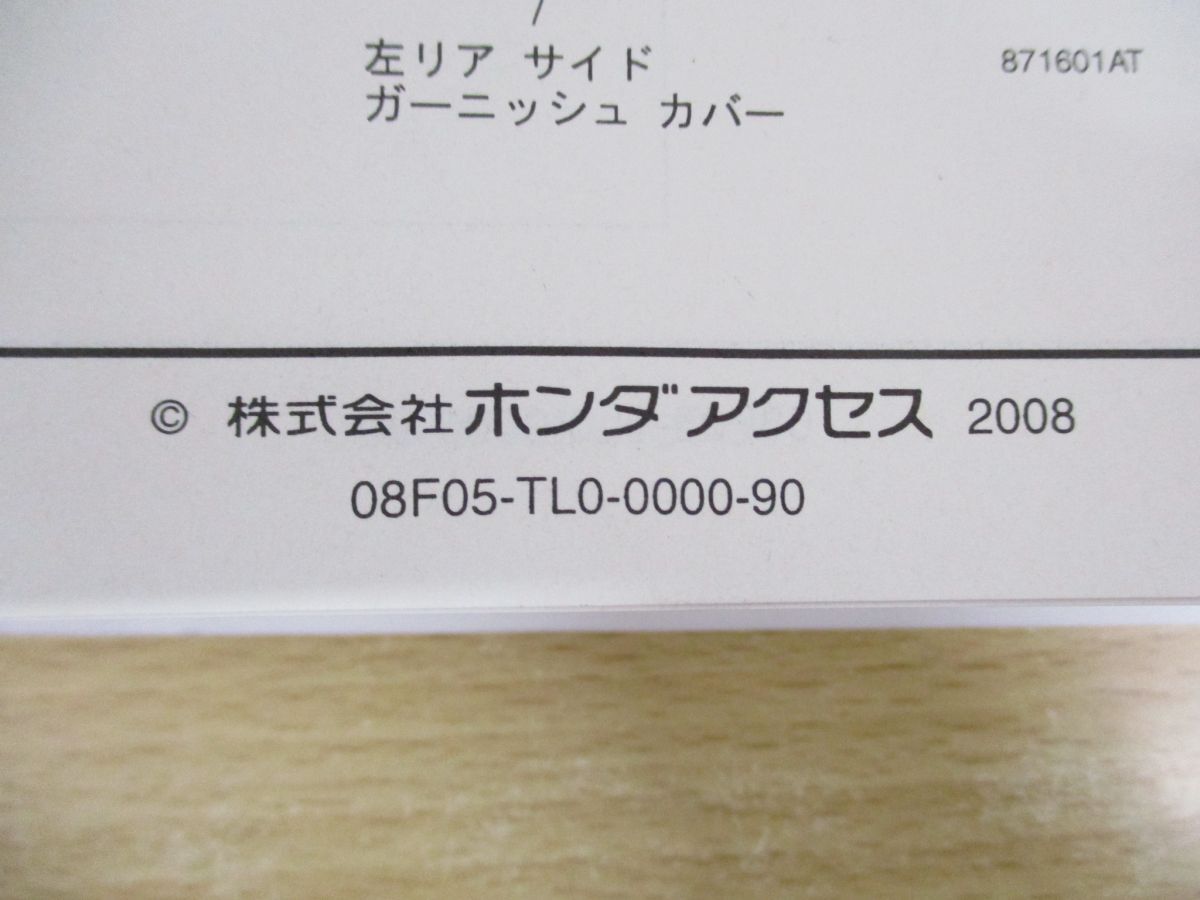 左リア サイド
ガーニッシュ カバー
871601AT
© 株式会社ホンダアクセス 2008
08F05-TL0-0000-90